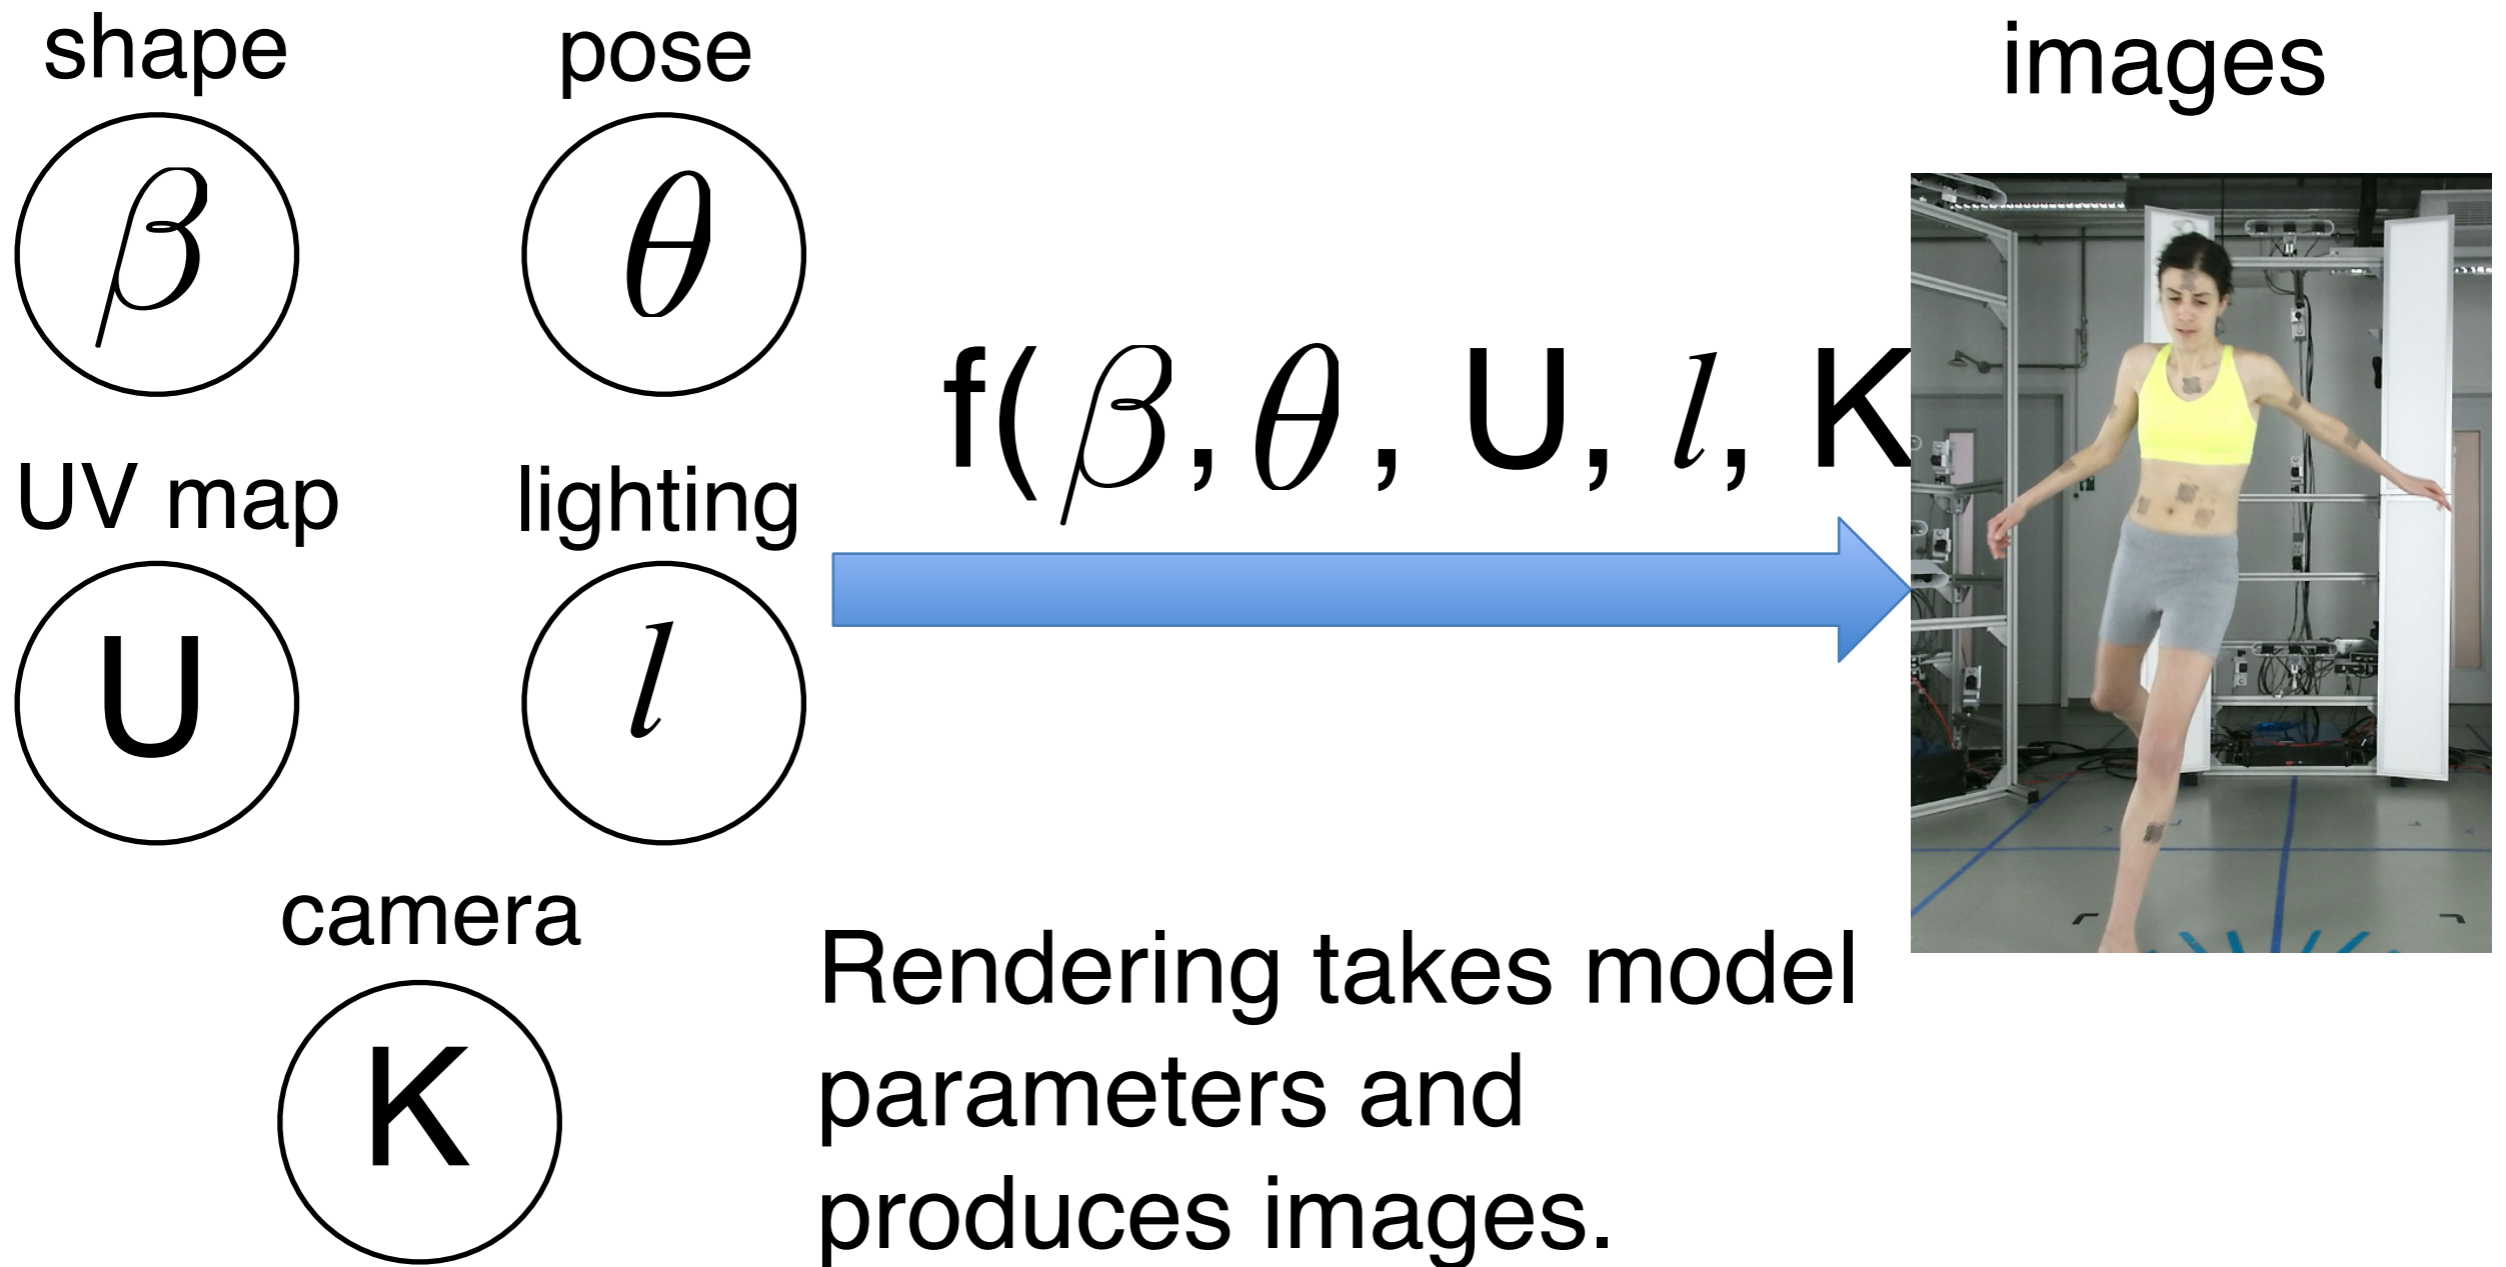 shape
pose
images
β
θ
f(β, θ, U, l, K
UV map
lighting
U
l
camera
K
Rendering takes model
parameters and
produces images.